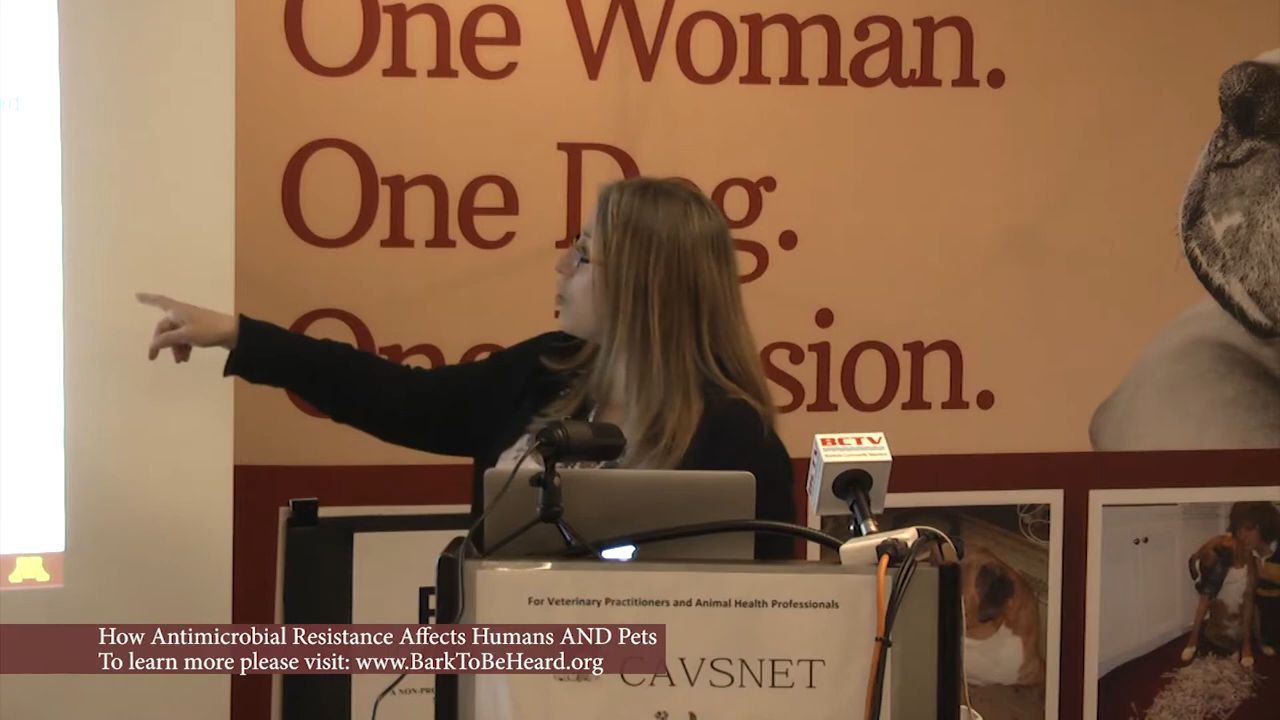 One Woman.
One Dog.
One sion.
BCTV
For Veterinary Practitioners and Animal Health Professionals
How Antimicrobial Resistance Affects Humans AND Pets
To learn more please visit: www.BarkToBeHeard.org
CAVSNET